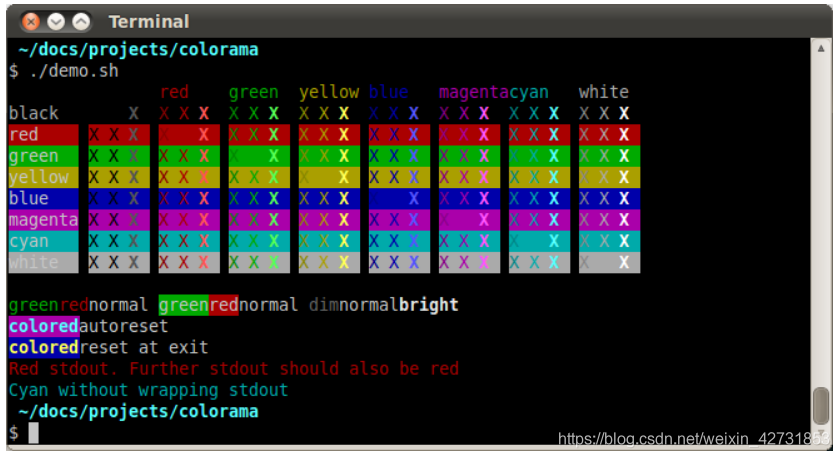 Terminal
~/docs/projects/colorama
$ ./demo.sh
red green yellow blue magentacyan white
black X X X X X X X X X X X X X X X X X X X X X X
red X X X X X X X X X X X X X X X X X X X X X X
green X X X X X X X X X X X X X X X X X X X X X X
yellow X X X X X X X X X X X X X X X X X X X X X X
blue X X X X X X X X X X X X X X X X X X X X X X
magenta X X X X X X X X X X X X X X X X X X X X X X
cyan X X X X X X X X X X X X X X X X X X X X X X
white X X X X X X X X X X X X X X X X X X X X X X
greenrednormal greenrednormal dimnormalbright
coloredautoreset
coloredreset at exit
Red stdout. Further stdout should also be red
Cyan without wrapping stdout
~/docs/projects/colorama
$
https://blog.csdn.net/weixin_42731853